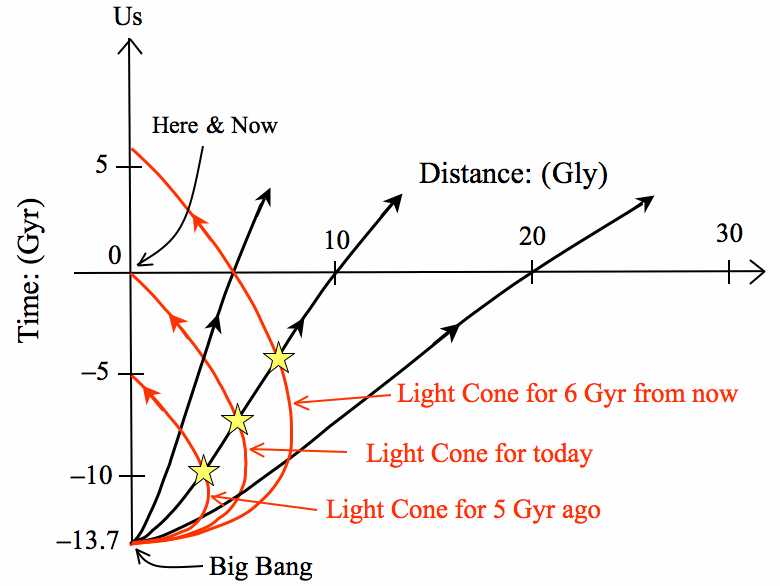 Us
Here & Now
5
Distance: (Gly)
Time: (Gyr)
0
10
20
30
−5
Light Cone for 6 Gyr from now
Light Cone for today
−10
Light Cone for 5 Gyr ago
−13.7
Big Bang